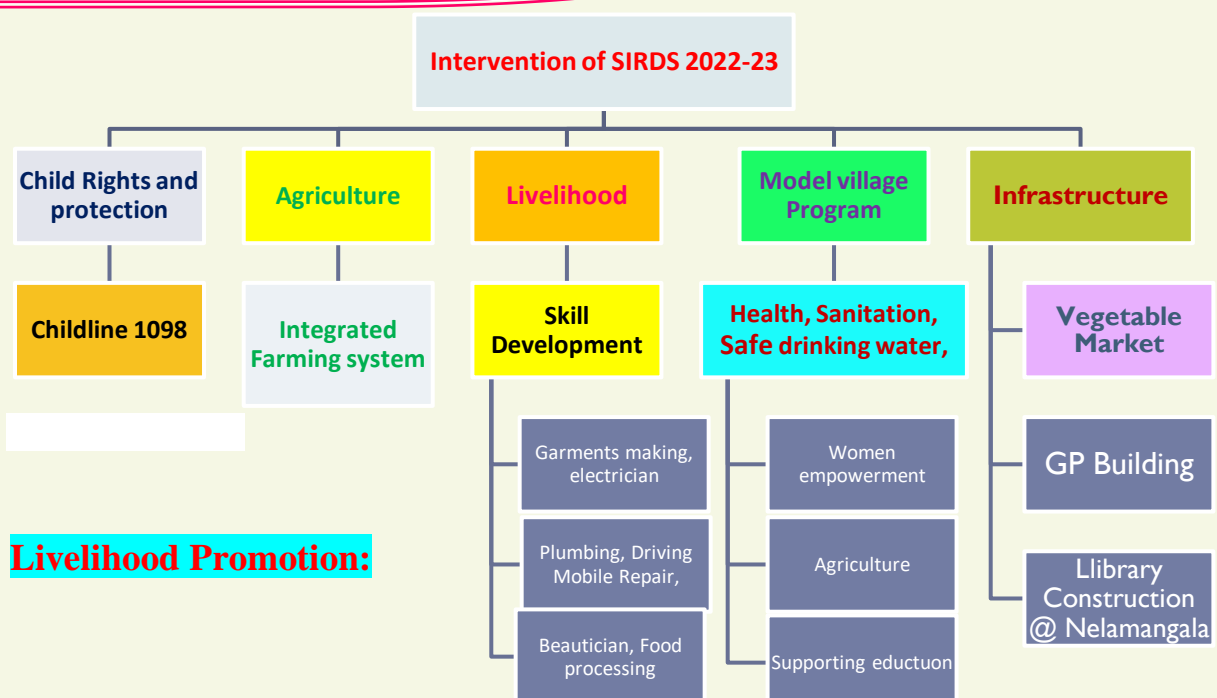 Intervention of SIRDS 2022-23
Child Rights and
protection
Agriculture
Livelihood
Model village
Program
Infrastructure
Childline 1098
Integrated
Farming system
Skill
Development
Health, Sanitation,
Safe drinking water,
Vegetable
Market
Garments making,
electrician
Women
empowerment
GP Building
Livelihood Promotion:
Plumbing, Driving
Mobile Repair,
Agriculture
Llibrary
Construction
@ Nelamangala
Beautician, Food
processing
Supporting eductuon